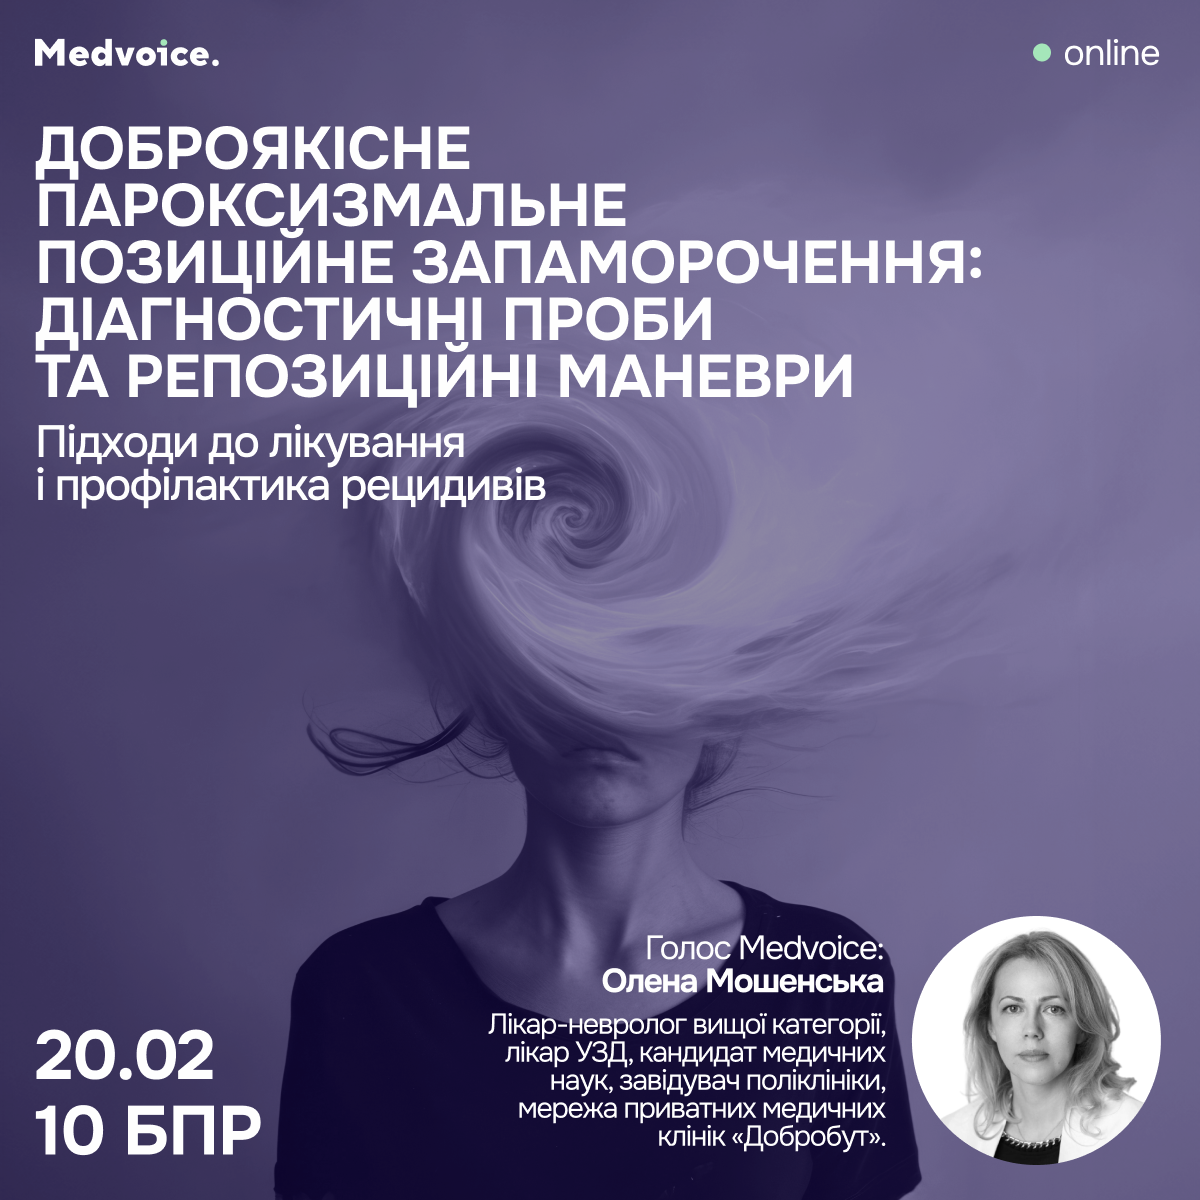 Medvoice.
online
ДОБРОЯКІСНЕ
ПАРОКСИЗМАЛЬНЕ
ПОЗИЦІЙНЕ ЗАПАМОРОЧЕННЯ:
ДІАГНОСТИЧНІ ПРОБИ
ТА РЕПОЗИЦІЙНІ МАНЕВРИ
Підходи до лікування
і профілактика рецидивів
Голос Medvoice:
Олена Мошенська
Лікар-невролог вищої категорії,
лікар УЗД, кандидат медичних
наук, завідувач поліклініки,
мережа приватних медичних
клінік «Добробут».
20.02
10 БПР